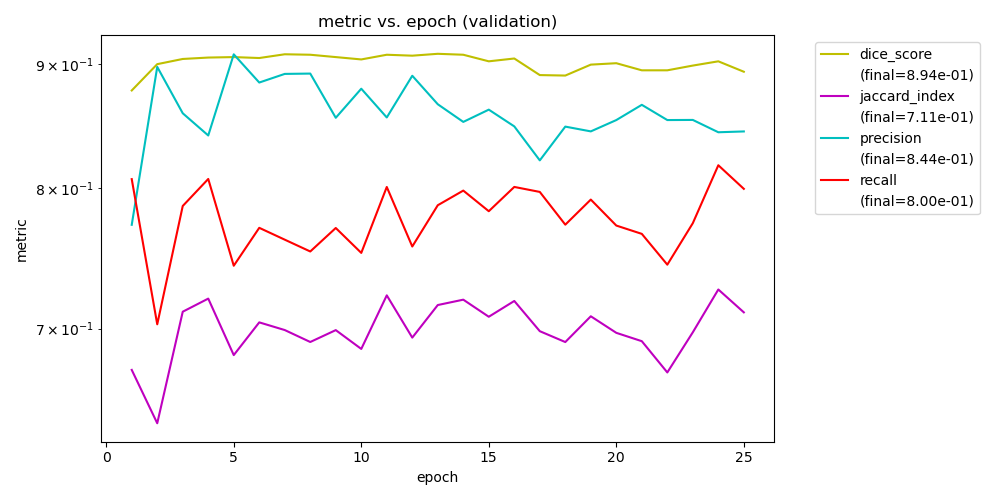 metric vs. epoch (validation)
9 × 10⁻¹
8 × 10⁻¹
7 × 10⁻¹
metric
0 5 10 15 20 25
epoch
dice_score
(final=8.94e-01)
jaccard_index
(final=7.11e-01)
precision
(final=8.44e-01)
recall
(final=8.00e-01)